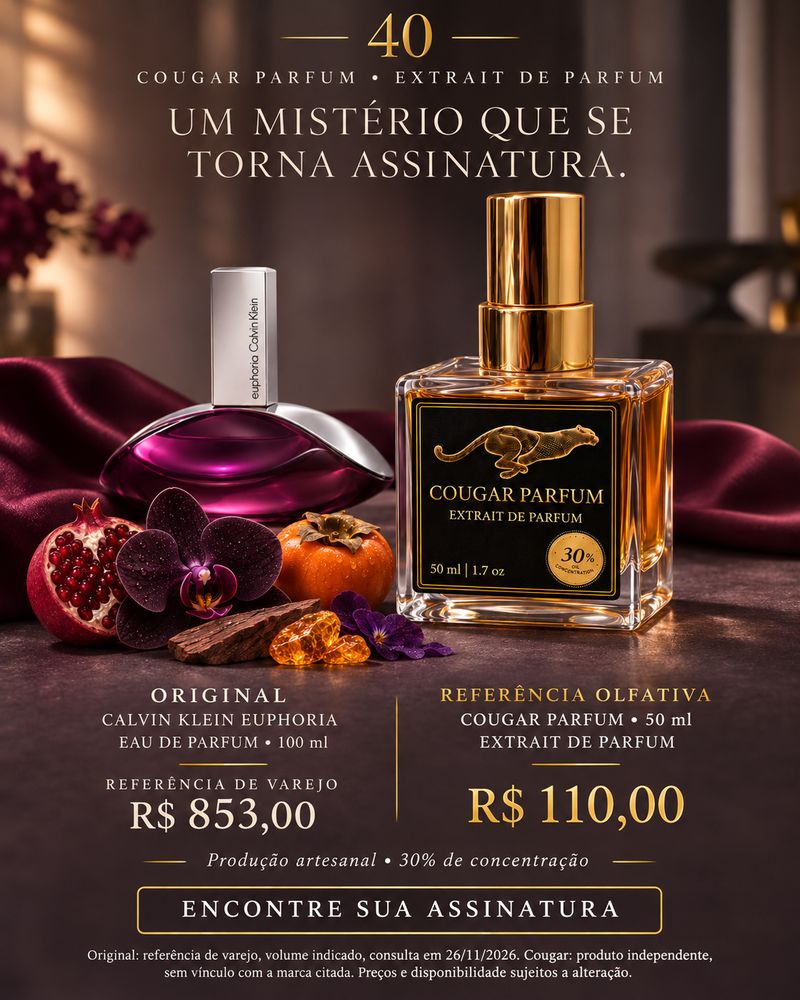 40
COUGAR PARFUM • EXTRAIT DE PARFUM
UM MISTÉRIO QUE SE
TORNA ASSINATURA.
euphoria Calvin Klein
COUGAR PARFUM
EXTRAIT DE PARFUM
50 ml | 1.7 oz
30%
OIL
CONCENTRATION
ORIGINAL
CALVIN KLEIN EUPHORIA
EAU DE PARFUM • 100 ml
REFERÊNCIA DE VAREJO
R$ 853,00
REFERÊNCIA OLFATIVA
COUGAR PARFUM • 50 ml
EXTRAIT DE PARFUM
R$ 110,00
Produção artesanal • 30% de concentração
ENCONTRE SUA ASSINATURA
Original: referência de varejo, volume indicado, consulta em 26/11/2026. Cougar: produto independente,
sem vínculo com a marca citada. Preços e disponibilidade sujeitos a alteração.